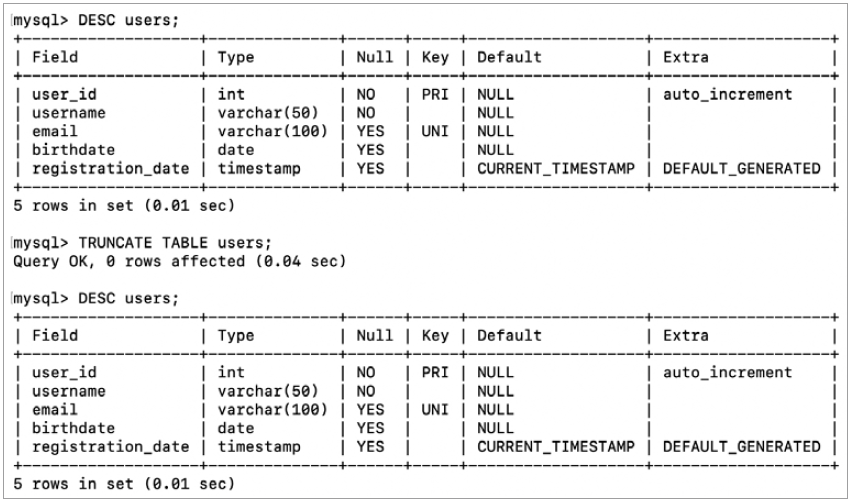 mysql> DESC users;
+--------------------+--------------+------+-----+-------------------+-------------------+
| Field | Type | Null | Key | Default | Extra |
+--------------------+--------------+------+-----+-------------------+-------------------+
| user_id | int | NO | PRI | NULL | auto_increment |
| username | varchar(50) | NO | | NULL | |
| email | varchar(100) | YES | UNI | NULL | |
| birthdate | date | YES | | NULL | |
| registration_date | timestamp | YES | | CURRENT_TIMESTAMP | DEFAULT_GENERATED |
+--------------------+--------------+------+-----+-------------------+-------------------+
5 rows in set (0.01 sec)
mysql> TRUNCATE TABLE users;
Query OK, 0 rows affected (0.04 sec)
mysql> DESC users;
+--------------------+--------------+------+-----+-------------------+-------------------+
| Field | Type | Null | Key | Default | Extra |
+--------------------+--------------+------+-----+-------------------+-------------------+
| user_id | int | NO | PRI | NULL | auto_increment |
| username | varchar(50) | NO | | NULL | |
| email | varchar(100) | YES | UNI | NULL | |
| birthdate | date | YES | | NULL | |
| registration_date | timestamp | YES | | CURRENT_TIMESTAMP | DEFAULT_GENERATED |
+--------------------+--------------+------+-----+-------------------+-------------------+
5 rows in set (0.01 sec)